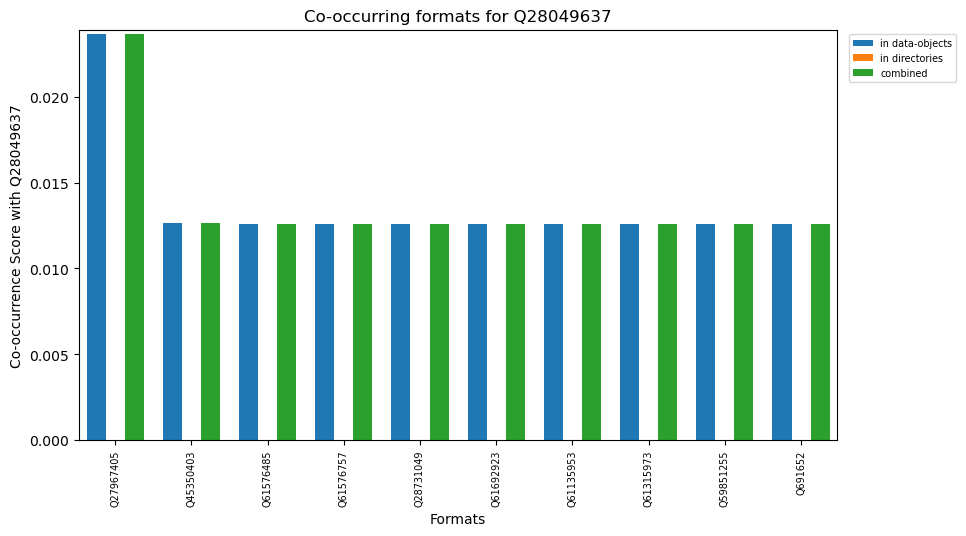 Co-occurring formats for Q28049637
in data-objects
in directories
combined
Co-occurrence Score with Q28049637
0.020
0.015
0.010
0.005
0.000
Q27967405
Q45350403
Q61576485
Q61576757
Q28731049
Q61692923
Q61135953
Q61315973
Q59851255
Q691652
Formats